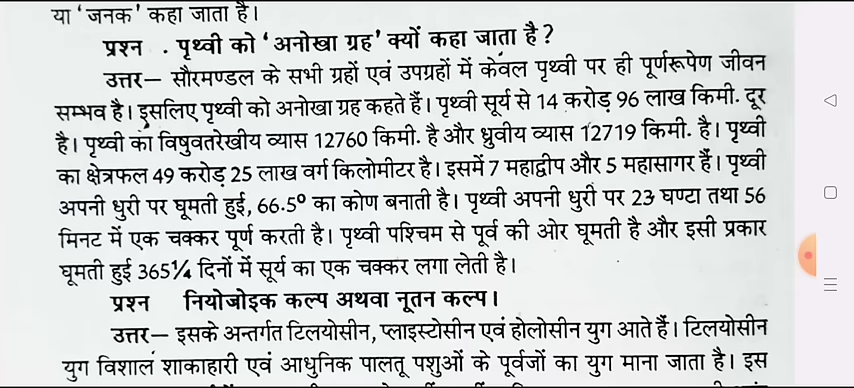 या 'जनक' कहा जाता है।
प्रश्न . पृथ्वी को 'अनोखा ग्रह' क्यों कहा जाता है?
उत्तर— सौरमण्डल के सभी ग्रहों एवं उपग्रहों में केवल पृथ्वी पर ही पूर्णरूपेण जीवन
सम्भव है। इसलिए पृथ्वी को अनोखा ग्रह कहते हैं। पृथ्वी सूर्य से 14 करोड़ 96 लाख किमी. दूर
है। पृथ्वी का विषुवतरेखीय व्यास 12760 किमी. है और ध्रुवीय व्यास 12719 किमी. है। पृथ्वी
का क्षेत्रफल 49 करोड़ 25 लाख वर्ग किलोमीटर है। इसमें 7 महाद्वीप और 5 महासागर हैं। पृथ्वी
अपनी धुरी पर घूमती हुई, 66.5⁰ का कोण बनाती है। पृथ्वी अपनी धुरी पर 23 घण्टा तथा 56
मिनट में एक चक्कर पूर्ण करती है। पृथ्वी पश्चिम से पूर्व की ओर घूमती है और इसी प्रकार
घूमती हुई 365¼ दिनों में सूर्य का एक चक्कर लगा लेती है।
प्रश्न नियोजोइक कल्प अथवा नूतन कल्प।
उत्तर— इसके अन्तर्गत टिलयोसीन, प्लाइस्टोसीन एवं होलोसीन युग आते हैं। टिलयोसीन
युग विशाल शाकाहारी एवं आधुनिक पालतू पशुओं के पूर्वजों का युग माना जाता है। इस